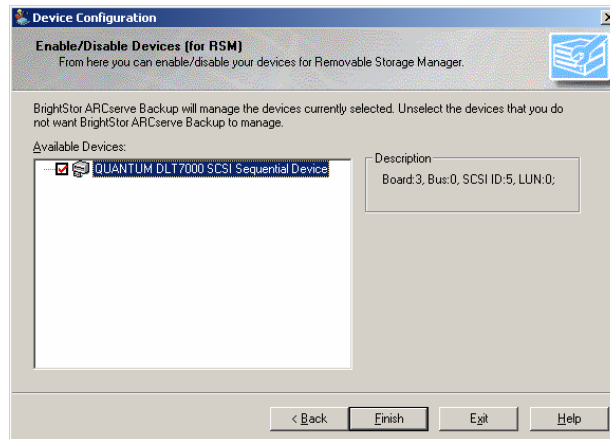 Device Configuration
Enable/Disable Devices (for RSM)
From here you can enable/disable your devices for Removable Storage Manager.
BrightStor ARCserve Backup will manage the devices currently selected. Unselect the devices that you do
not want BrightStor ARCserve Backup to manage.
Available Devices:
QUANTUM DLT7000 SCSI Sequential Device
Description
Board:3, Bus:0, SCSI ID:5, LUN:0;
< Back
Finish
Exit
Help